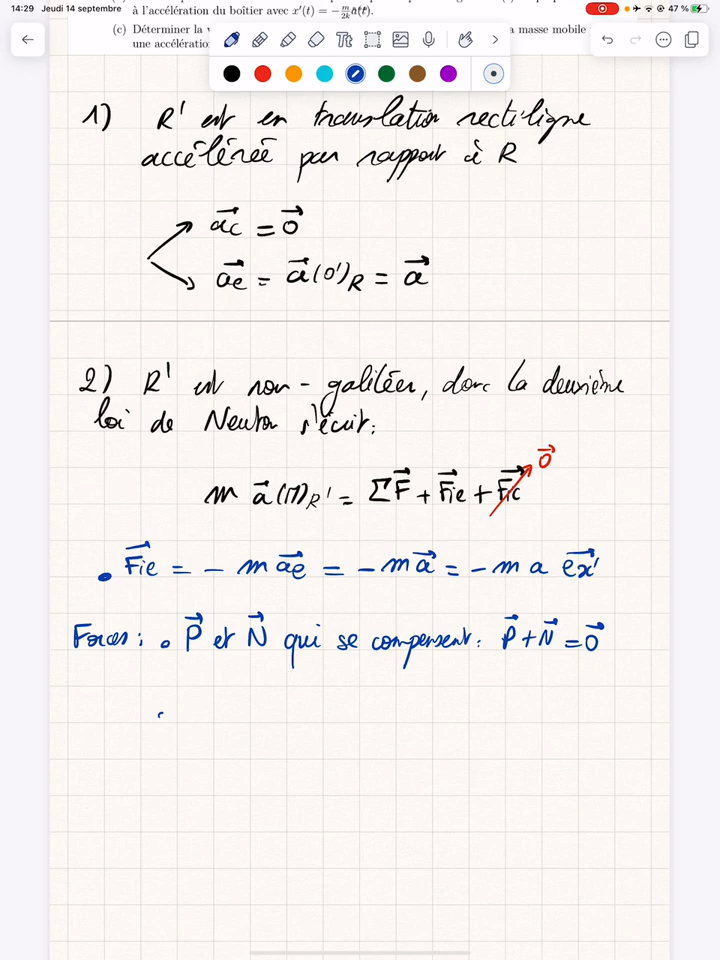 14:29 Jeudi 14 septembre 47 %
à l'accélération du boîtier avec x′(t) = −m/2k a(t).
(c) Déterminer la
a masse mobile
une accélération
Tt
1) R' est en translation rectiligne
accélérée par rapport à R
ac = 0
ae = a(O')R = a
2) R' est non-galiléen, donc la deuxième
loi de Newton s'écrit:
m a(M)R' = ΣF + Fie + Fic 0
• Fie = - m ae = - m a = - m a ex'
Forces: • P et N qui se compensent: P + N = 0